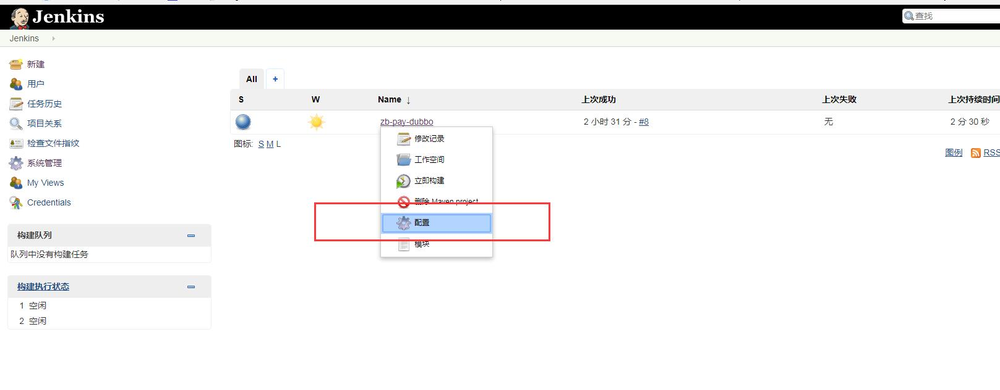 Jenkins
查找
Jenkins
新建
用户
任务历史
项目关系
检查文件指纹
系统管理
My Views
Credentials
构建队列
队列中没有构建任务
构建执行状态
1 空闲
2 空闲
All +
S W Name ↓ 上次成功 上次失败 上次持续时间
zb-pay-dubbo 2 小时 31 分 - #8 无 2 分 30 秒
图标: S M L
图例 RSS
修改记录
工作空间
立即构建
删除 Maven project
配置
模块